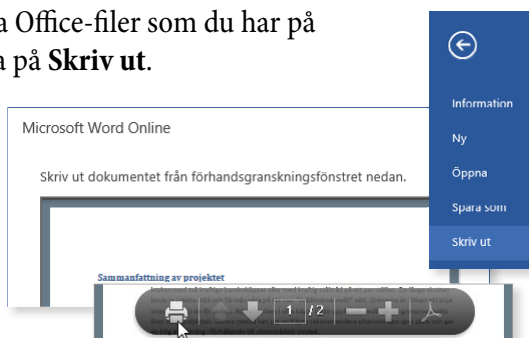 a Office-filer som du har på
a på Skriv ut.
Microsoft Word Online
Skriv ut dokumentet från förhandsgranskningsfönstret nedan.
Sammanfattning av projektet
1 /2
Information
Ny
Öppna
Spara som
Skriv ut